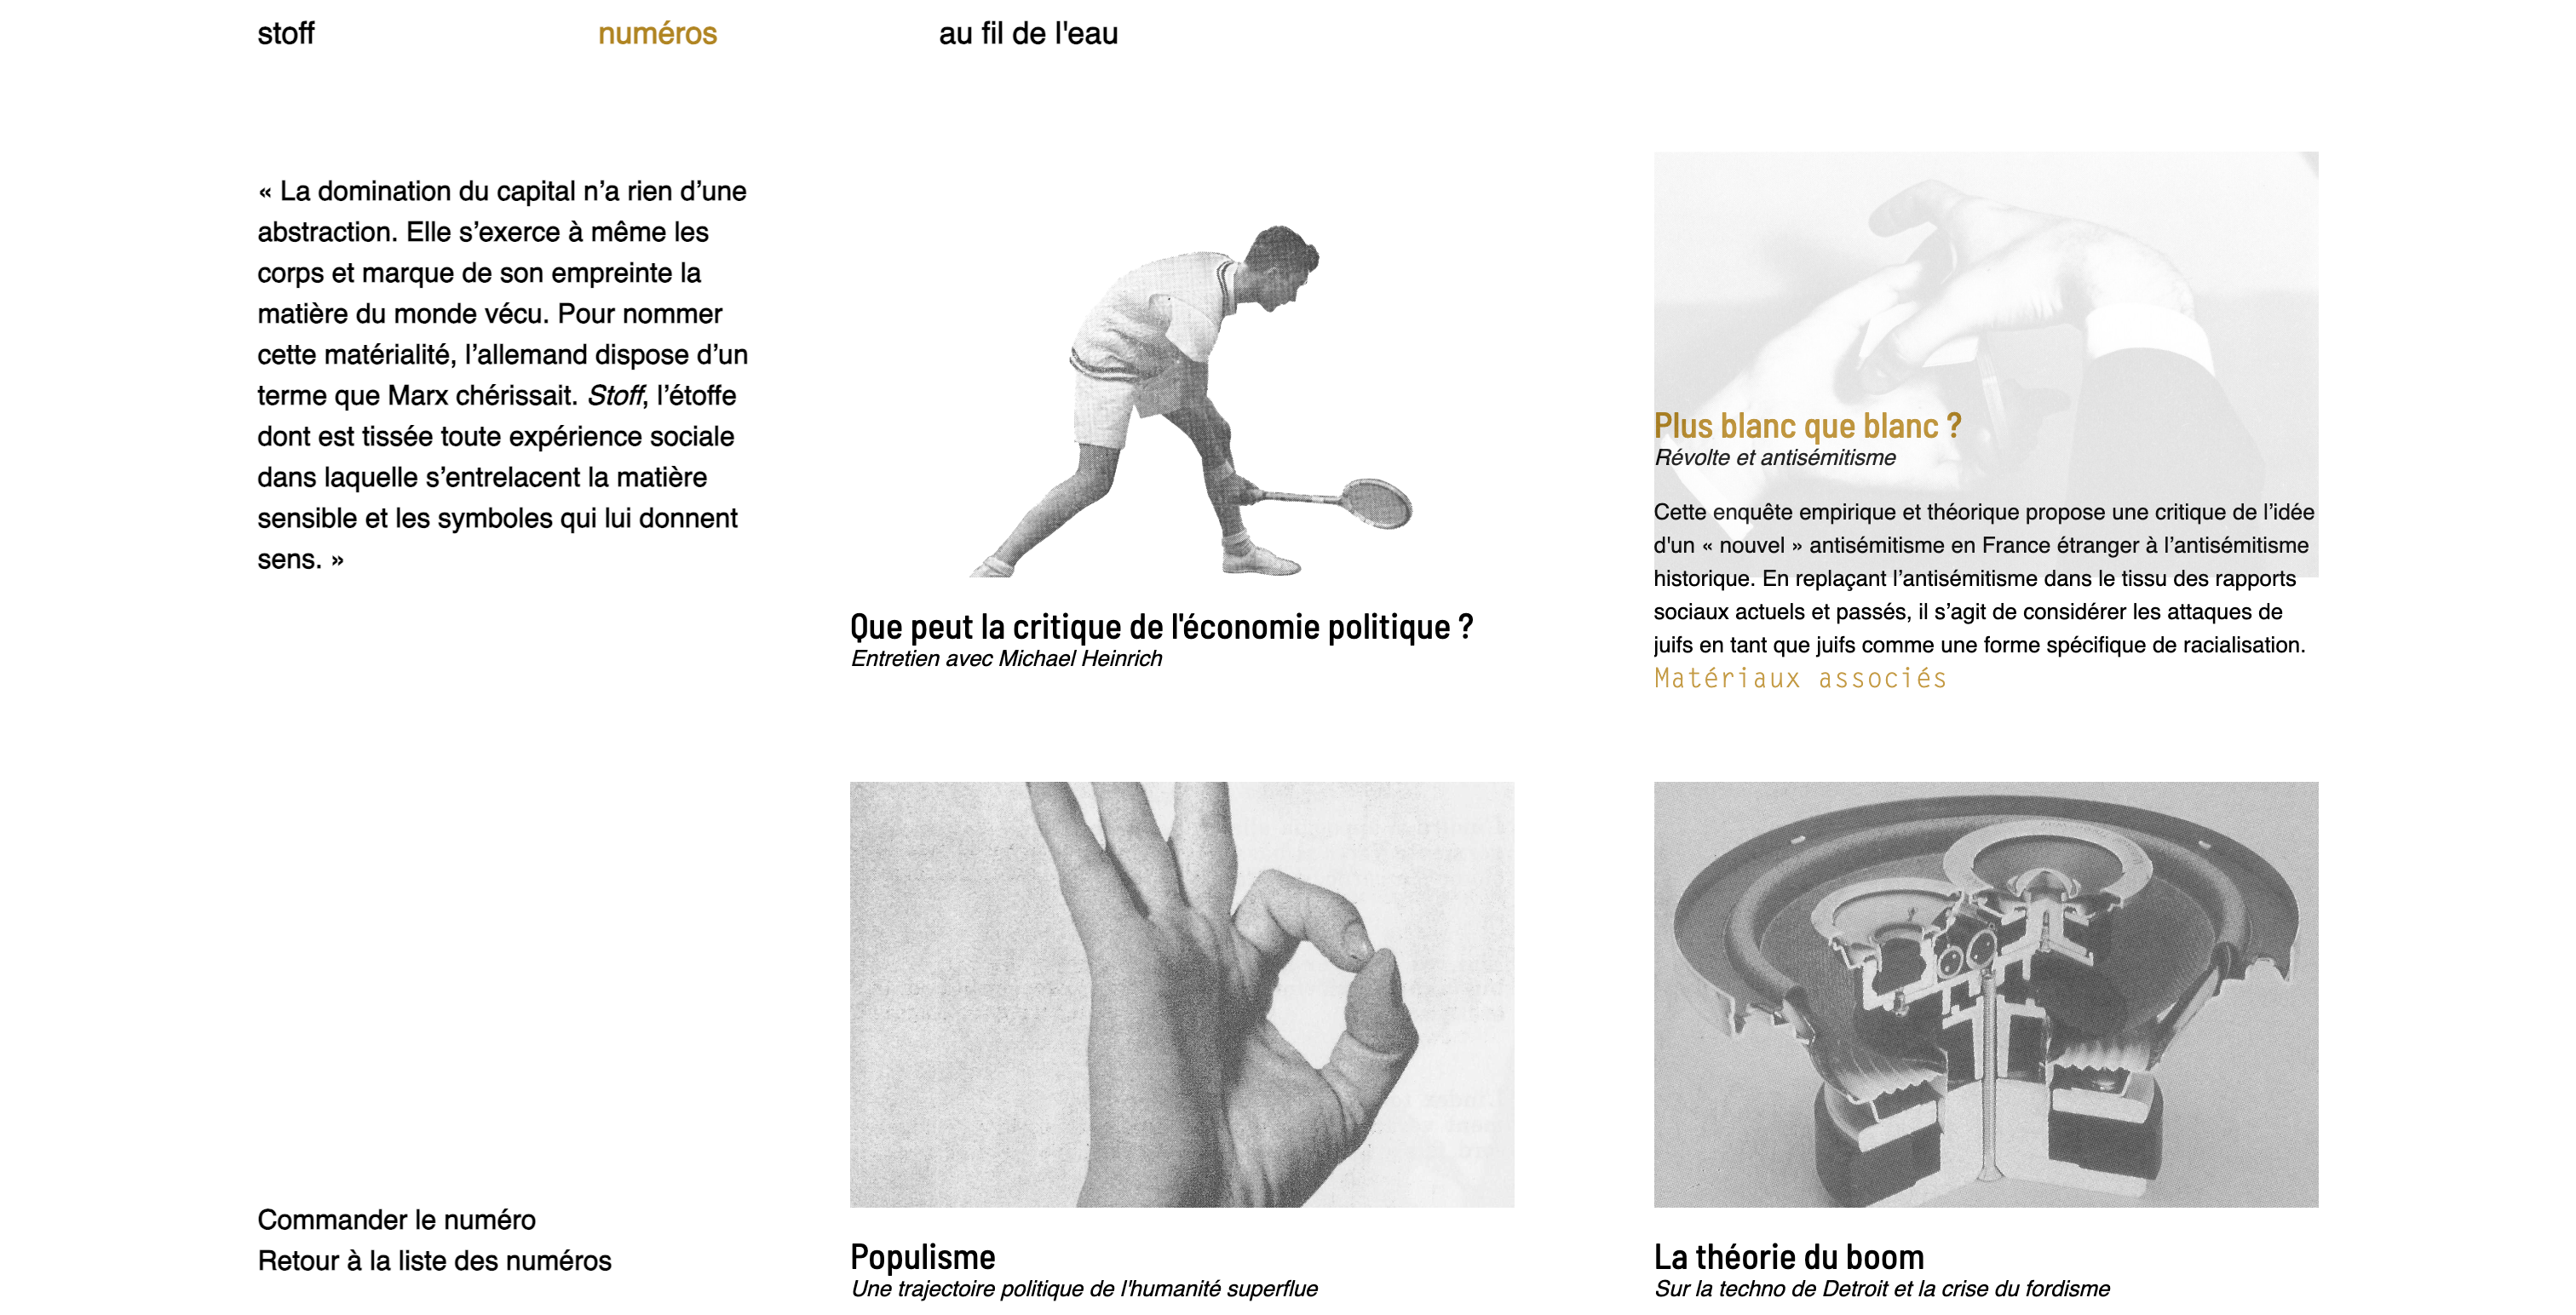 stoff
numéros
au fil de l'eau
« La domination du capital n’a rien d’une
abstraction. Elle s’exerce à même les
corps et marque de son empreinte la
matière du monde vécu. Pour nommer
cette matérialité, l’allemand dispose d’un
terme que Marx chérissait. Stoff, l’étoffe
dont est tissée toute expérience sociale
dans laquelle s’entrelacent la matière
sensible et les symboles qui lui donnent
sens. »
Que peut la critique de l'économie politique ?
Entretien avec Michael Heinrich
Plus blanc que blanc ?
Révolte et antisémitisme
Cette enquête empirique et théorique propose une critique de l’idée
d'un « nouvel » antisémitisme en France étranger à l’antisémitisme
historique. En replaçant l’antisémitisme dans le tissu des rapports
sociaux actuels et passés, il s’agit de considérer les attaques de
juifs en tant que juifs comme une forme spécifique de racialisation.
Matériaux associés
Populisme
Une trajectoire politique de l'humanité superflue
La théorie du boom
Sur la techno de Detroit et la crise du fordisme
Commander le numéro
Retour à la liste des numéros